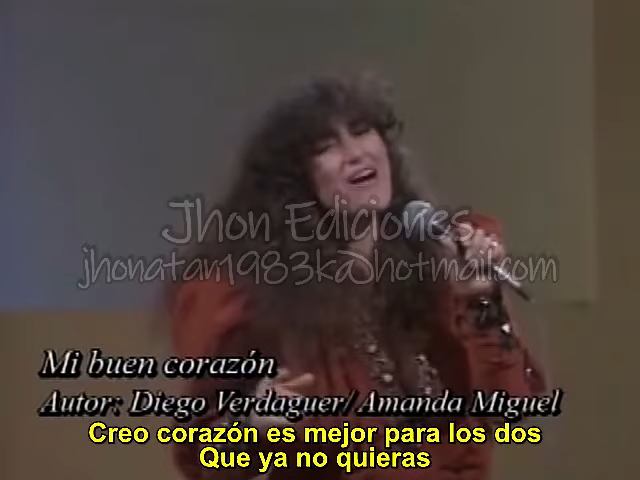 Jhon Ediciones
jhonatan1983k@hotmail.com
Mi buen corazón
Autor: Diego Verdaguer/ Amanda Miguel
Creo corazón es mejor para los dos
Que ya no quieras